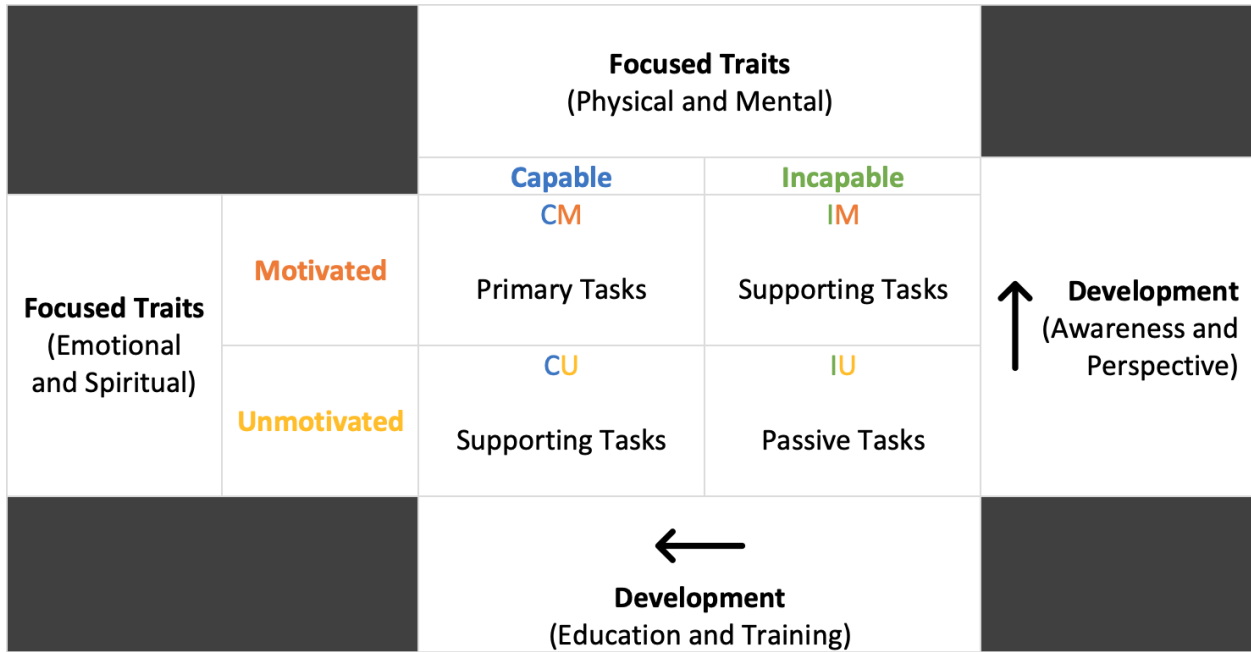 Focused Traits
(Physical and Mental)
Capable
Incapable
CM
IM
Motivated
Primary Tasks
Supporting Tasks
Focused Traits
(Emotional
and Spiritual)
Development
(Awareness and
Perspective)
CU
IU
Unmotivated
Supporting Tasks
Passive Tasks
Development
(Education and Training)